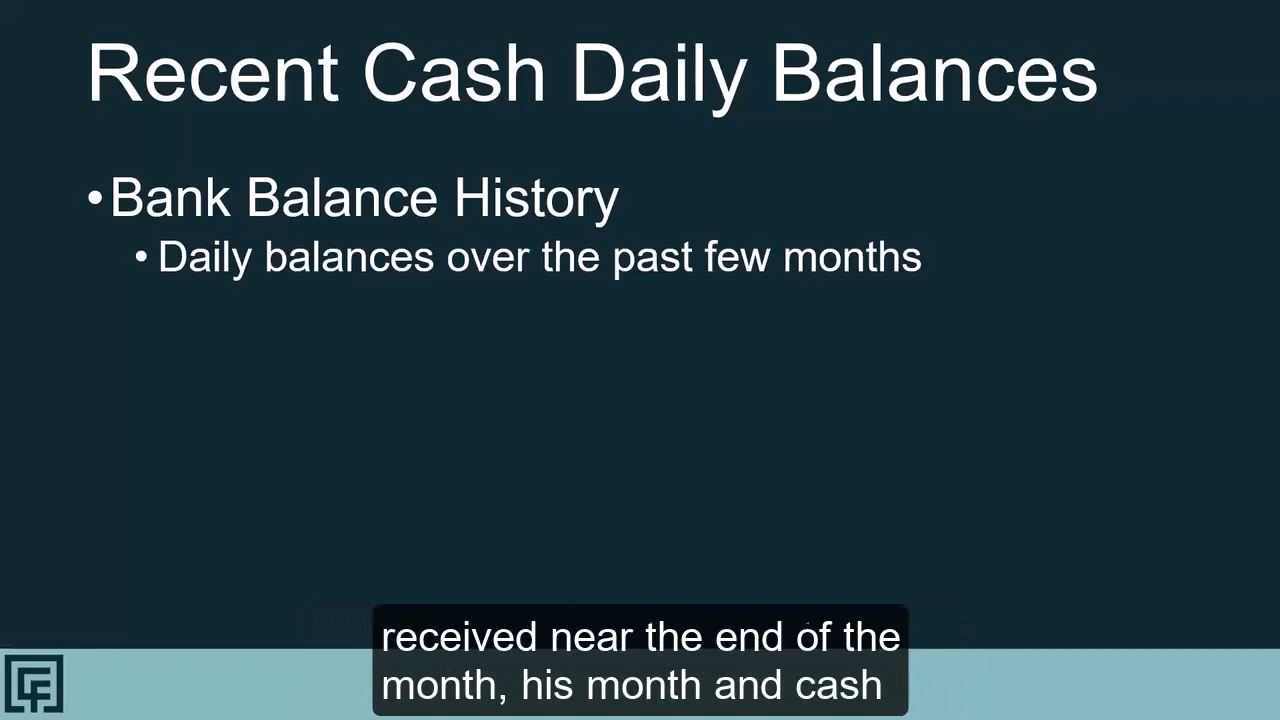 Recent Cash Daily Balances
•Bank Balance History
•Daily balances over the past few months
received near the end of the
month, his month and cash